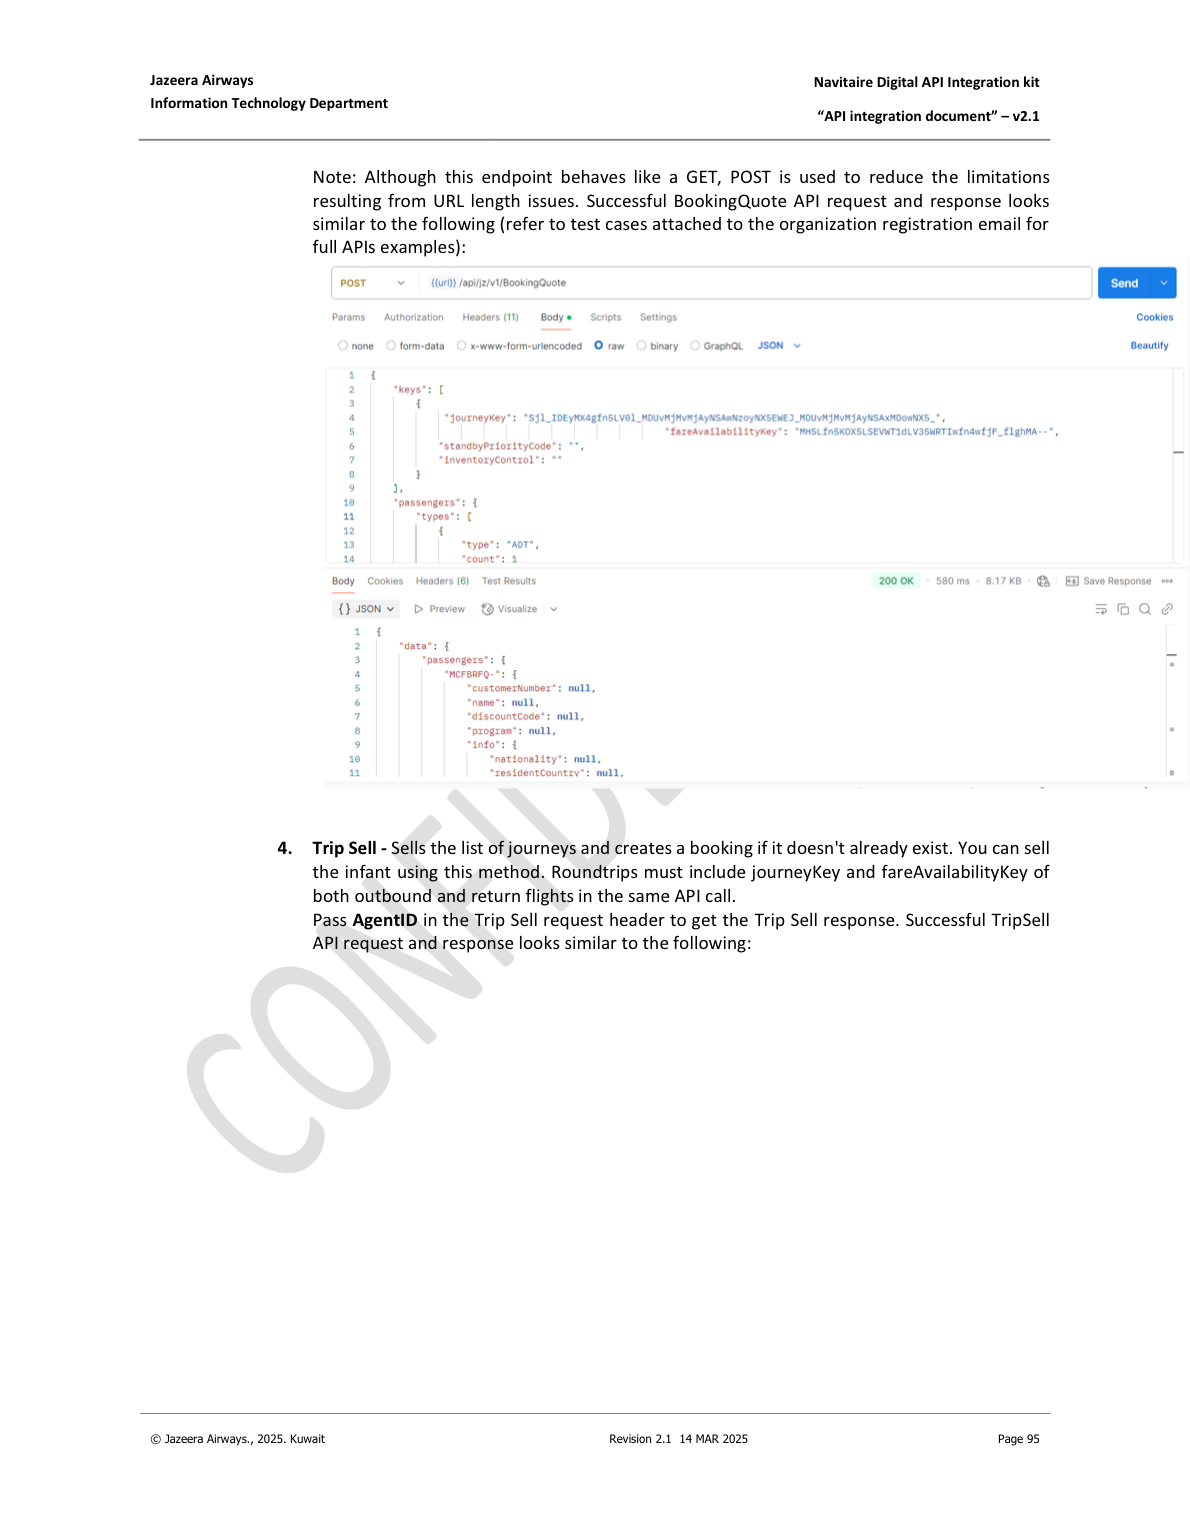 Jazeera Airways
Information Technology Department
Navitaire Digital API Integration kit
“API integration document” – v2.1
Note: Although this endpoint behaves like a GET, POST is used to reduce the limitations
resulting from URL length issues. Successful BookingQuote API request and response looks
similar to the following (refer to test cases attached to the organization registration email for
full APIs examples):
POST {{url}} /api/jz/v1/BookingQuote Send
Params Authorization Headers (11) Body Scripts Settings Cookies
none form-data x-www-form-urlencoded raw binary GraphQL JSON Beautify
1 {
2 "keys": [
3 {
4 "journeyKey": "Sjl_IDEyMX4gfn5LV0l_MDUvMjMvMjAyNSAwNzoyNX5EWEJ_MDUvMjMvMjAyNSAxMDowNX5_",
5 "fareAvailabilityKey": "MH5Lfn5KOX5LSEVWT1dLV35WRTIwfn4wfjF_flghMA--",
6 "standbyPriorityCode": "",
7 "inventoryControl": ""
8 }
9 ],
10 "passengers": {
11 "types": [
12 {
13 "type": "ADT",
14 "count": 1
Body Cookies Headers (6) Test Results 200 OK 580 ms 8.17 KB Save Response
{} JSON Preview Visualize
1 {
2 "data": {
3 "passengers": {
4 "MCFBRFQ-": {
5 "customerNumber": null,
6 "name": null,
7 "discountCode": null,
8 "program": null,
9 "info": {
10 "nationality": null,
11 "residentCountry": null,
4. Trip Sell - Sells the list of journeys and creates a booking if it doesn't already exist. You can sell
the infant using this method. Roundtrips must include journeyKey and fareAvailabilityKey of
both outbound and return flights in the same API call.
Pass AgentID in the Trip Sell request header to get the Trip Sell response. Successful TripSell
API request and response looks similar to the following:
CONFIDE
© Jazeera Airways., 2025. Kuwait
Revision 2.1 14 MAR 2025
Page 95